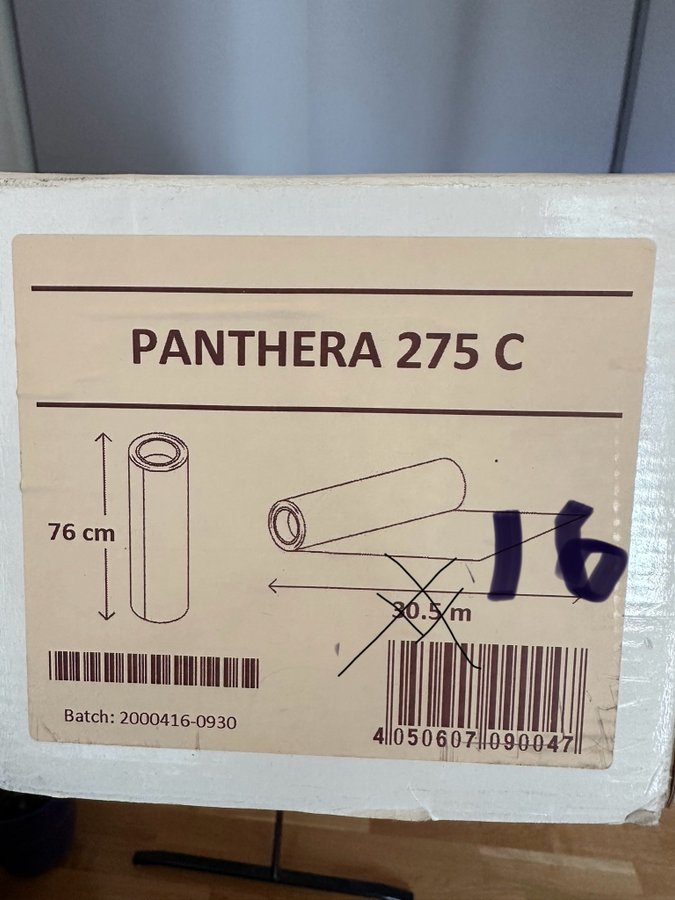 PANTHERA 275 C
76 cm
16
30.5 m
Batch: 2000416-0930
4 050607 090047